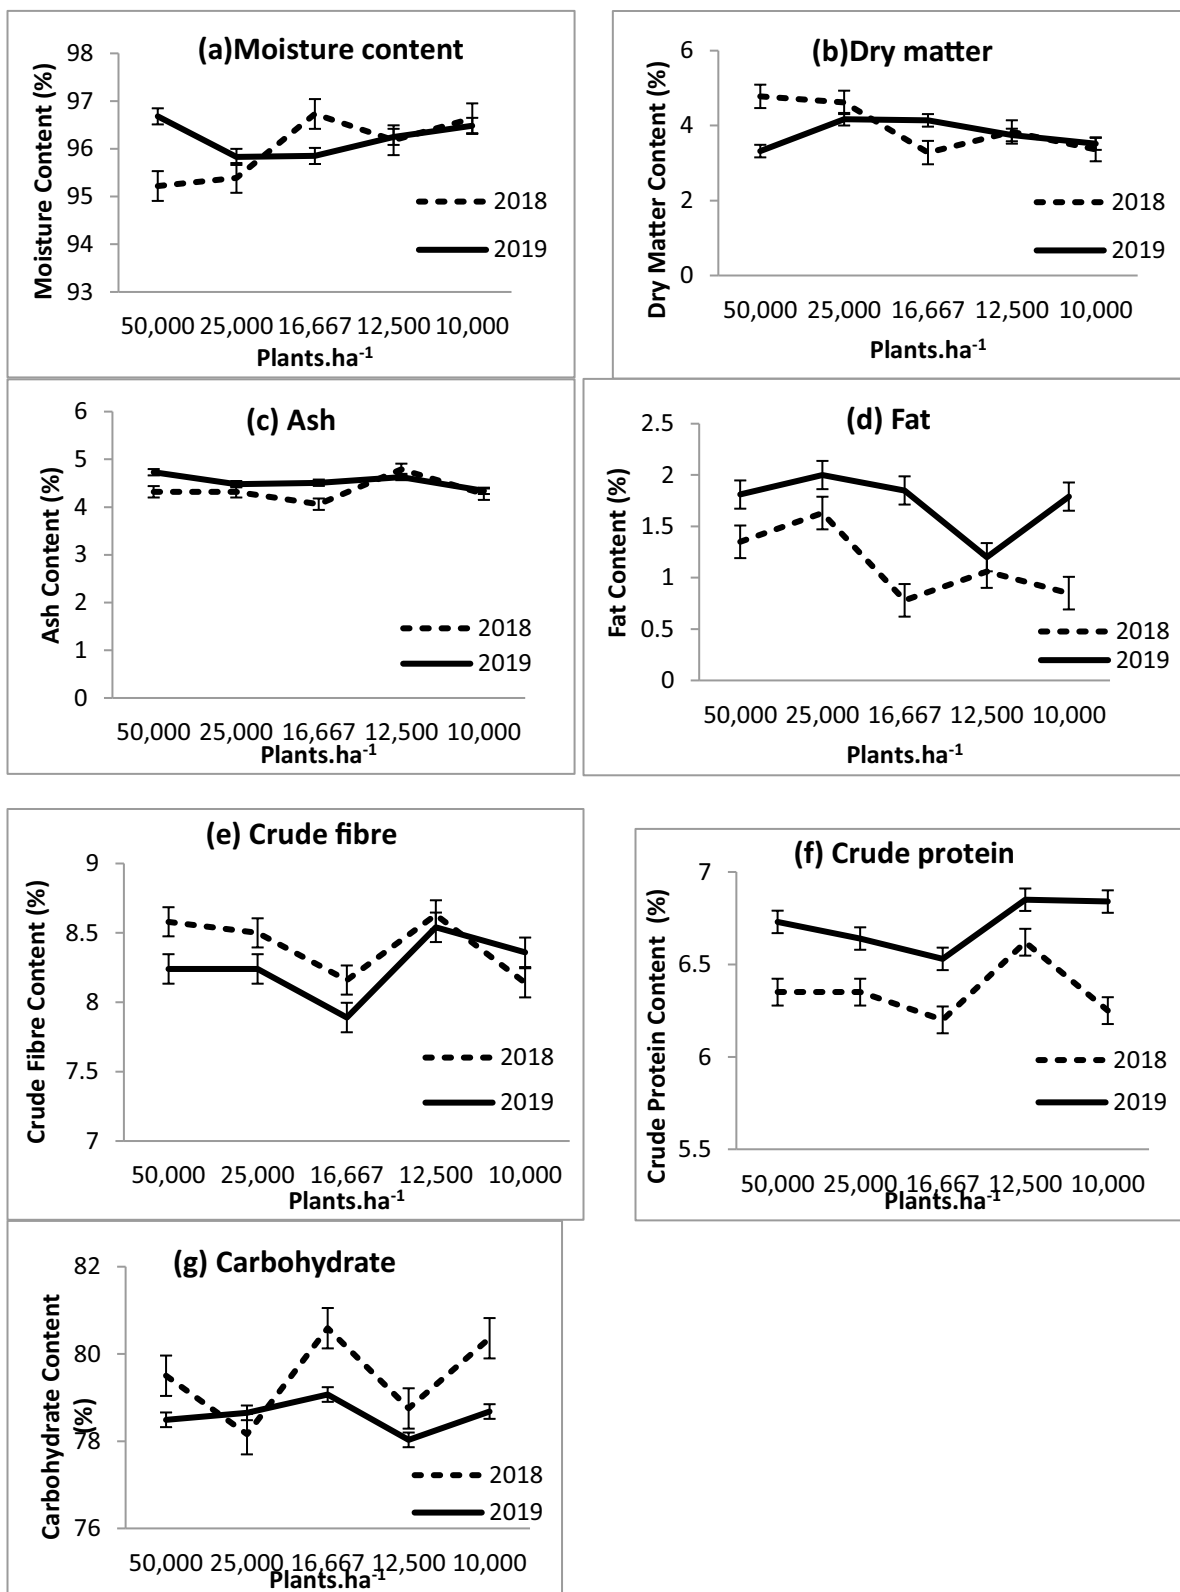 (a)Moisture content
Moisture Content (%)
98
97
96
95
94
93
2018
2019
50,000 25,000 16,667 12,500 10,000
Plants.ha-1
(b)Dry matter
Dry Matter Content (%)
6
4
2
0
2018
2019
50,000 25,000 16,667 12,500 10,000
Plants.ha-1
(c) Ash
Ash Content (%)
6
5
4
3
2
1
0
2018
2019
50,000 25,000 16,667 12,500 10,000
Plants.ha-1
(d) Fat
Fat Content (%)
2.5
2
1.5
1
0.5
0
2018
2019
50,000 25,000 16,667 12,500 10,000
Plants.ha-1
(e) Crude fibre
Crude Fibre Content (%)
9
8.5
8
7.5
7
2018
2019
50,000 25,000 16,667 12,500 10,000
Plants.ha-1
(f) Crude protein
Crude Protein Content (%)
7
6.5
6
5.5
2018
2019
50,000 25,000 16,667 12,500 10,000
Plants.ha-1
(g) Carbohydrate
Carbohydrate Content
(%)
82
80
78
76
2018
2019
50,000 25,000 16,667 12,500 10,000
Plants.ha-1